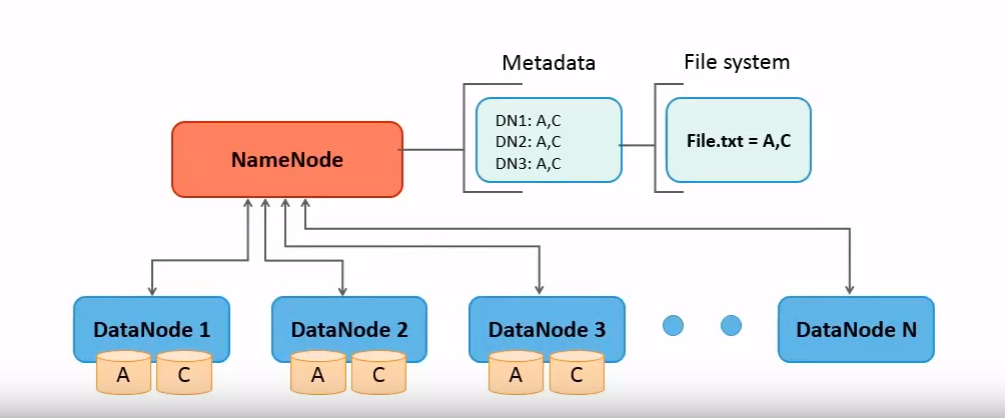 Metadata
File system
NameNode
DN1: A,C
DN2: A,C
DN3: A,C
File.txt = A,C
DataNode 1
DataNode 2
DataNode 3
DataNode N
A
C
A
C
A
C